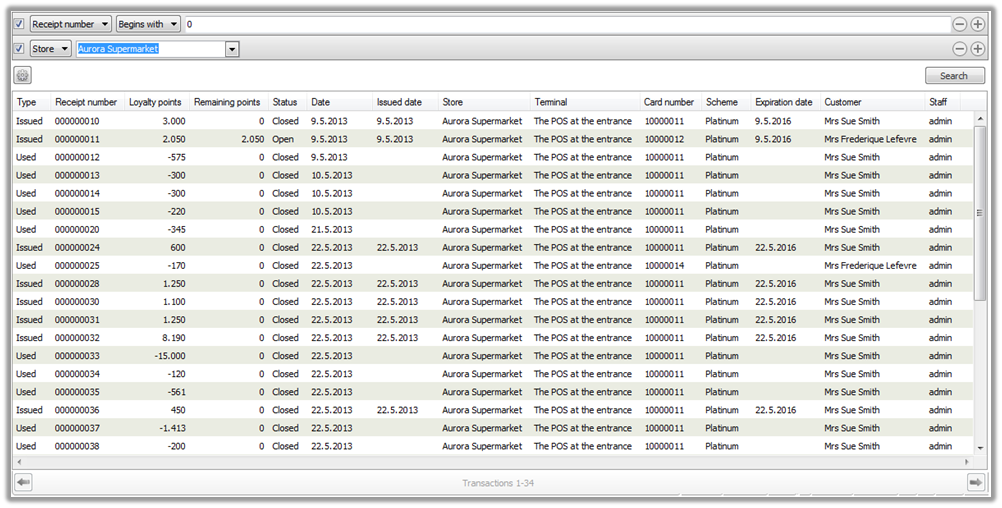 Receipt number Begins with 0
Store Aurora Supermarket
Search
Type Receipt number Loyalty points Remaining points Status Date Issued date Store Terminal Card number Scheme Expiration date Customer Staff
Issued 000000010 3.000 0 Closed 9.5.2013 9.5.2013 Aurora Supermarket The POS at the entrance 10000011 Platinum 9.5.2016 Mrs Sue Smith admin
Issued 000000011 2.050 2.050 Open 9.5.2013 9.5.2013 Aurora Supermarket The POS at the entrance 10000012 Platinum 9.5.2016 Mrs Frederique Lefevre admin
Used 000000012 -575 0 Closed 9.5.2013 Aurora Supermarket The POS at the entrance 10000011 Platinum Mrs Sue Smith admin
Used 000000013 -300 0 Closed 10.5.2013 Aurora Supermarket The POS at the entrance 10000011 Platinum Mrs Sue Smith admin
Used 000000014 -300 0 Closed 10.5.2013 Aurora Supermarket The POS at the entrance 10000011 Platinum Mrs Sue Smith admin
Used 000000015 -220 0 Closed 10.5.2013 Aurora Supermarket The POS at the entrance 10000011 Platinum Mrs Sue Smith admin
Used 000000020 -345 0 Closed 21.5.2013 Aurora Supermarket The POS at the entrance 10000011 Platinum Mrs Sue Smith admin
Issued 000000024 600 0 Closed 22.5.2013 22.5.2013 Aurora Supermarket The POS at the entrance 10000011 Platinum 22.5.2016 Mrs Sue Smith admin
Used 000000025 -170 0 Closed 22.5.2013 Aurora Supermarket The POS at the entrance 10000014 Platinum Mrs Frederique Lefevre admin
Issued 000000028 1.250 0 Closed 22.5.2013 22.5.2013 Aurora Supermarket The POS at the entrance 10000011 Platinum 22.5.2016 Mrs Sue Smith admin
Issued 000000030 1.100 0 Closed 22.5.2013 22.5.2013 Aurora Supermarket The POS at the entrance 10000011 Platinum 22.5.2016 Mrs Sue Smith admin
Issued 000000031 1.250 0 Closed 22.5.2013 22.5.2013 Aurora Supermarket The POS at the entrance 10000011 Platinum 22.5.2016 Mrs Sue Smith admin
Issued 000000032 8.190 0 Closed 22.5.2013 22.5.2013 Aurora Supermarket The POS at the entrance 10000011 Platinum 22.5.2016 Mrs Sue Smith admin
Used 000000033 -15.000 0 Closed 22.5.2013 Aurora Supermarket The POS at the entrance 10000011 Platinum Mrs Sue Smith admin
Used 000000034 -120 0 Closed 22.5.2013 Aurora Supermarket The POS at the entrance 10000011 Platinum Mrs Sue Smith admin
Used 000000035 -561 0 Closed 22.5.2013 Aurora Supermarket The POS at the entrance 10000011 Platinum Mrs Sue Smith admin
Issued 000000036 450 0 Closed 22.5.2013 22.5.2013 Aurora Supermarket The POS at the entrance 10000011 Platinum 22.5.2016 Mrs Sue Smith admin
Used 000000037 -1.413 0 Closed 22.5.2013 Aurora Supermarket The POS at the entrance 10000011 Platinum Mrs Sue Smith admin
Used 000000038 -200 0 Closed 22.5.2013 Aurora Supermarket The POS at the entrance 10000011 Platinum Mrs Sue Smith admin
Transactions 1-34